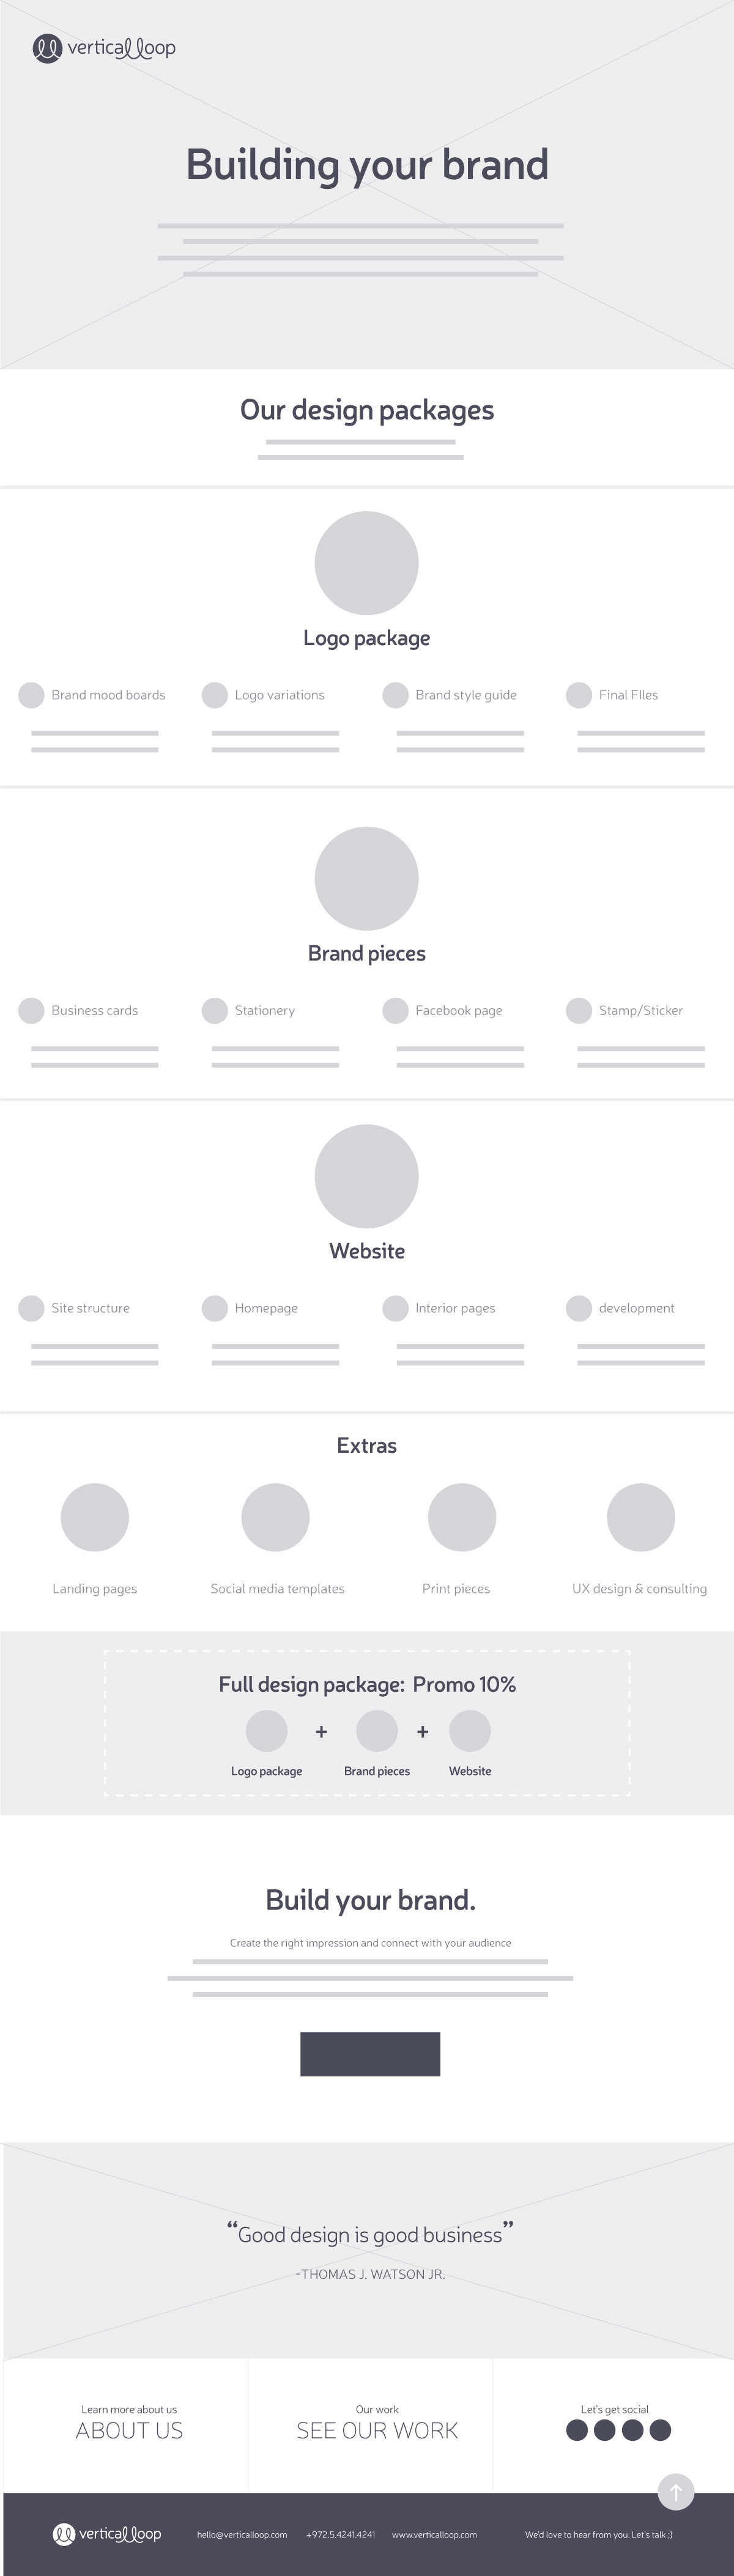 verticalloop
Building your brand
Our design packages
Logo package
Brand mood boards
Logo variations
Brand style guide
Final FIles
Brand pieces
Business cards
Stationery
Facebook page
Stamp/Sticker
Website
Site structure
Homepage
Interior pages
development
Extras
Landing pages
Social media templates
Print pieces
UX design & consulting
Full design package: Promo 10%
+ +
Logo package
Brand pieces
Website
Build your brand.
Create the right impression and connect with your audience
“Good design is good business”
-THOMAS J. WATSON JR.
Learn more about us
ABOUT US
Our work
SEE OUR WORK
Let's get social
verticalloop
hello@verticalloop.com
+972.5.4241.4241
www.verticalloop.com
We'd love to hear from you. Let's talk ;)